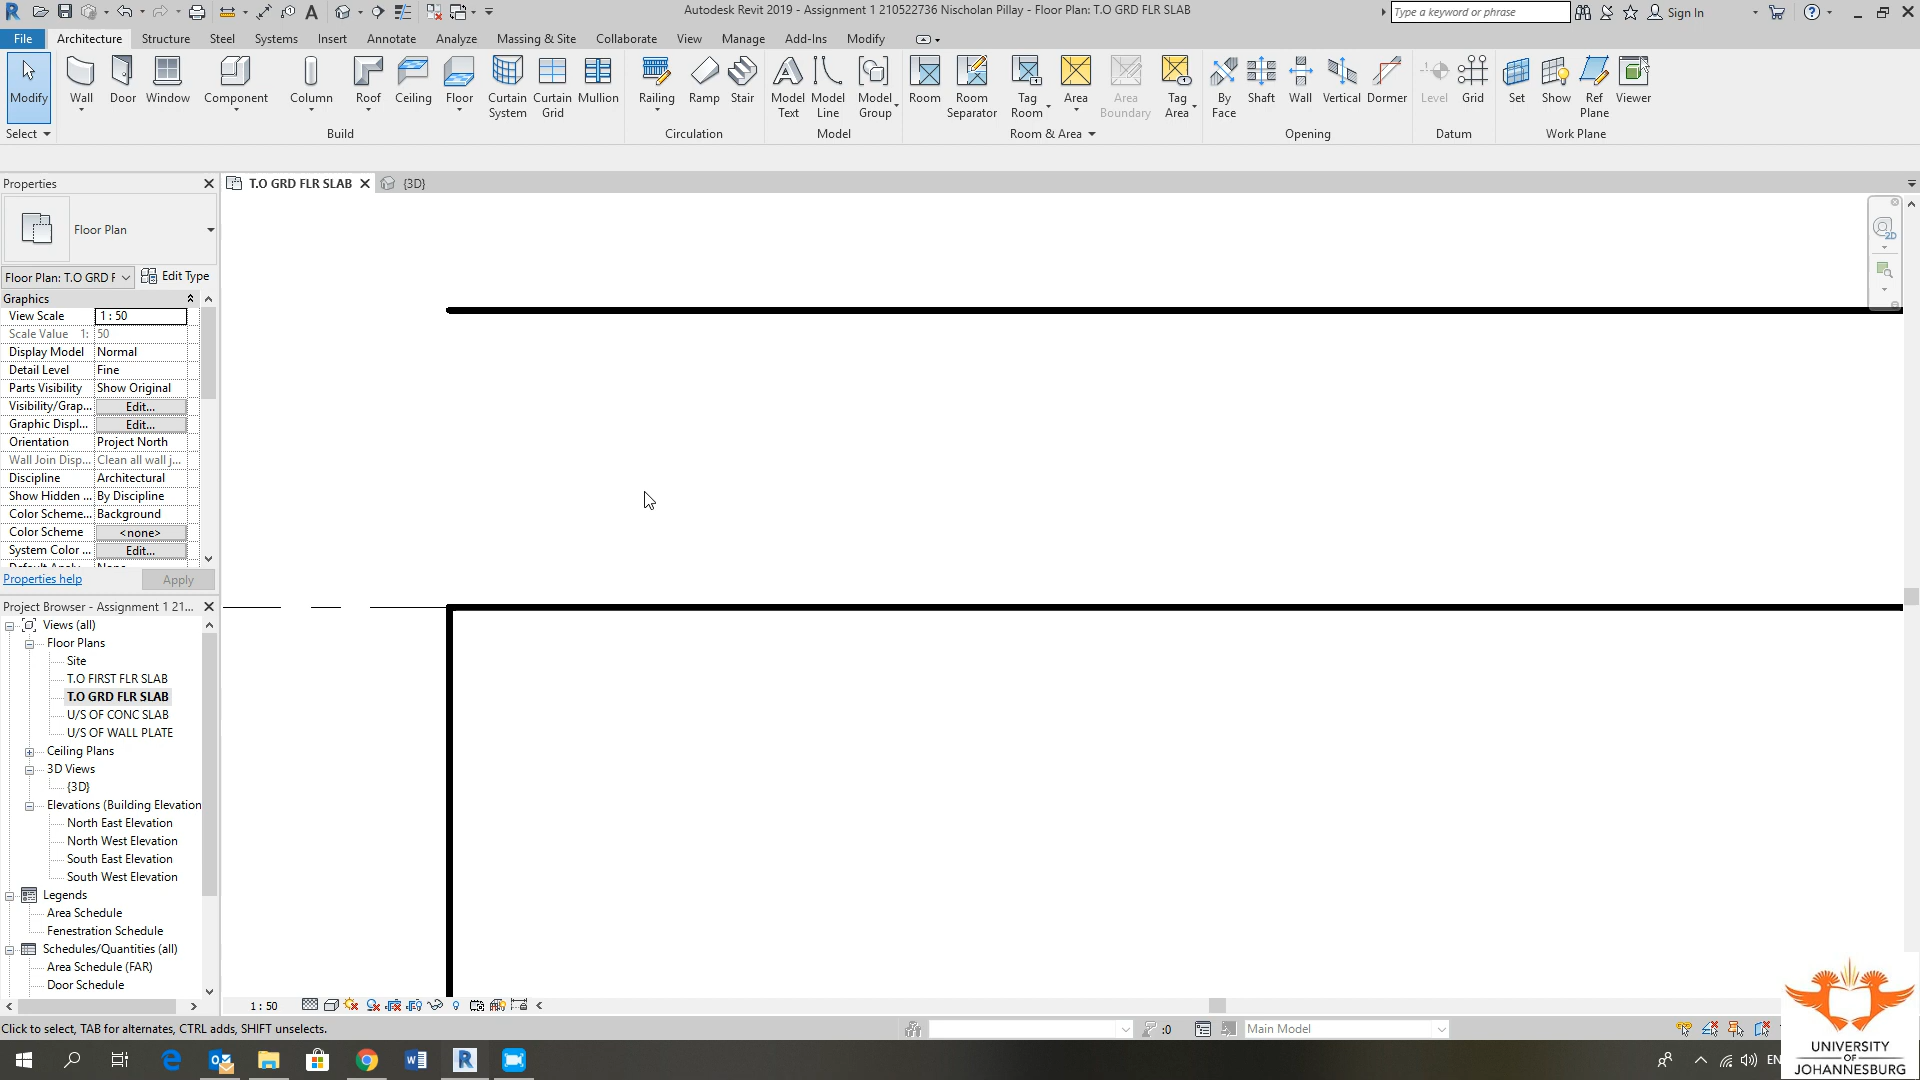 Autodesk Revit 2019 - Assignment 1 210522736 Nischolan Pillay - Floor Plan: T.O GRD FLR SLAB
Type a keyword or phrase
Sign In
File Architecture Structure Steel Systems Insert Annotate Analyze Massing & Site Collaborate View Manage Add-Ins Modify
Modify Wall Door Window Component Column Roof Ceiling Floor Curtain System Curtain Grid Mullion Railing Ramp Stair Model Text Model Line Model Group Room Room Separator Tag Room Area Area Boundary Tag Area By Face Shaft Wall Vertical Dormer Level Grid Set Show Ref Plane Viewer
Select Build Circulation Model Room & Area Opening Datum Work Plane
Properties
T.O GRD FLR SLAB
{3D}
Floor Plan
Floor Plan: T.O GRD F
Edit Type
Graphics
View Scale 1 : 50
Scale Value 1: 50
Display Model Normal
Detail Level Fine
Parts Visibility Show Original
Visibility/Grap... Edit...
Graphic Displ... Edit...
Orientation Project North
Wall Join Disp... Clean all wall j...
Discipline Architectural
Show Hidden ... By Discipline
Color Scheme... Background
Color Scheme <none>
System Color ... Edit...
Properties help Apply
Project Browser - Assignment 1 21...
Views (all)
Floor Plans
Site
T.O FIRST FLR SLAB
T.O GRD FLR SLAB
U/S OF CONC SLAB
U/S OF WALL PLATE
Ceiling Plans
3D Views
{3D}
Elevations (Building Elevation
North East Elevation
North West Elevation
South East Elevation
South West Elevation
Legends
Area Schedule
Fenestration Schedule
Schedules/Quantities (all)
Area Schedule (FAR)
Door Schedule
2D
1 : 50
Click to select, TAB for alternates, CTRL adds, SHIFT unselects.
:0
Main Model
EN
UNIVERSITY
OF
JOHANNESBURG